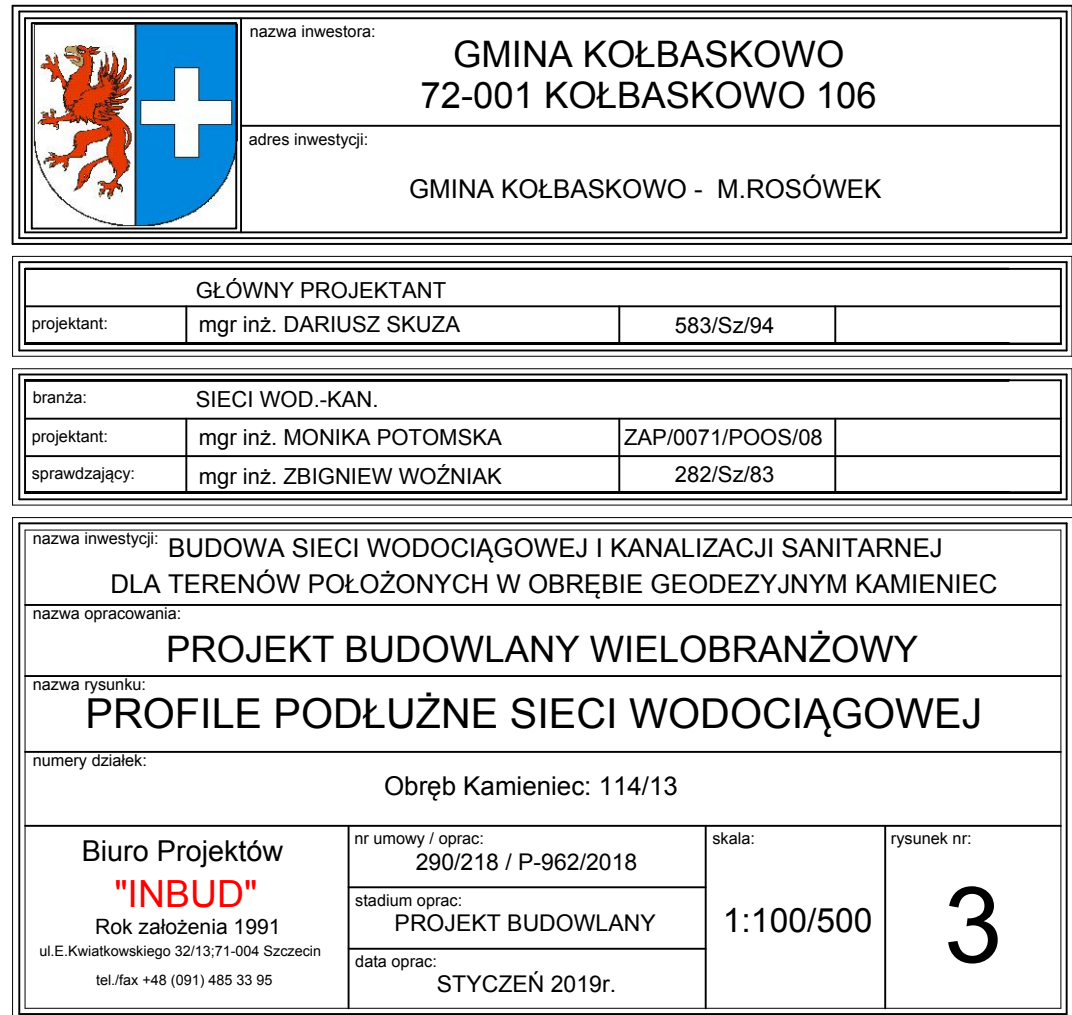 nazwa inwestora:
GMINA KOŁBASKOWO
72-001 KOŁBASKOWO 106
adres inwestycji:
GMINA KOŁBASKOWO - M.ROSÓWEK
GŁÓWNY PROJEKTANT
projektant: mgr inż. DARIUSZ SKUZA 583/Sz/94
branża: SIECI WOD.-KAN.
projektant: mgr inż. MONIKA POTOMSKA ZAP/0071/POOS/08
sprawdzający: mgr inż. ZBIGNIEW WOŹNIAK 282/Sz/83
nazwa inwestycji: BUDOWA SIECI WODOCIĄGOWEJ I KANALIZACJI SANITARNEJ
DLA TERENÓW POŁOŻONYCH W OBRĘBIE GEODEZYJNYM KAMIENIEC
nazwa opracowania:
PROJEKT BUDOWLANY WIELOBRANŻOWY
nazwa rysunku:
PROFILE PODŁUŻNE SIECI WODOCIĄGOWEJ
numery działek:
Obręb Kamieniec: 114/13
Biuro Projektów
"INBUD"
Rok założenia 1991
ul.E.Kwiatkowskiego 32/13;71-004 Szczecin
tel./fax +48 (091) 485 33 95
nr umowy / oprac:
290/218 / P-962/2018
stadium oprac:
PROJEKT BUDOWLANY
data oprac:
STYCZEŃ 2019r.
skala:
1:100/500
rysunek nr:
3